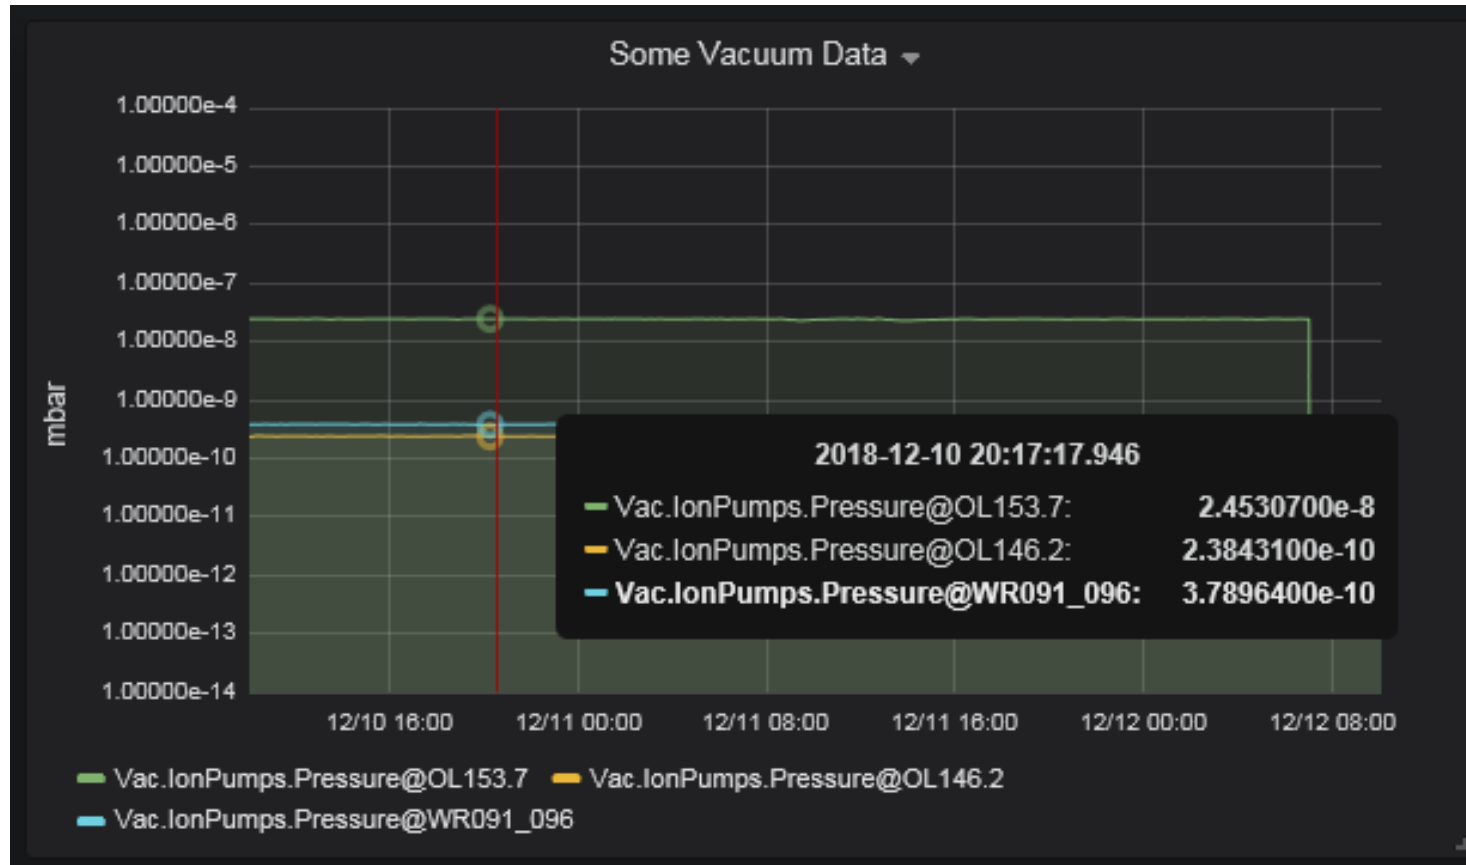 Some Vacuum Data
1.00000e-4
1.00000e-5
1.00000e-6
1.00000e-7
1.00000e-8
1.00000e-9
1.00000e-10
1.00000e-11
1.00000e-12
1.00000e-13
1.00000e-14
mbar
2018-12-10 20:17:17.946
Vac.IonPumps.Pressure@OL153.7: 2.4530700e-8
Vac.IonPumps.Pressure@OL146.2: 2.3843100e-10
Vac.IonPumps.Pressure@WR091_096: 3.7896400e-10
12/10 16:00 12/11 00:00 12/11 08:00 12/11 16:00 12/12 00:00 12/12 08:00
Vac.IonPumps.Pressure@OL153.7 Vac.IonPumps.Pressure@OL146.2
Vac.IonPumps.Pressure@WR091_096